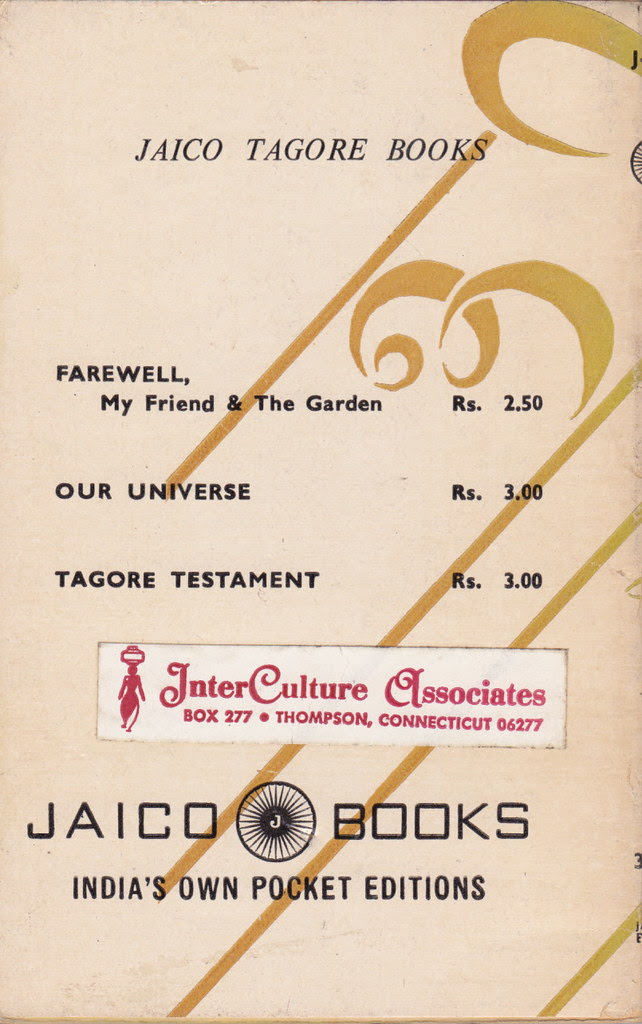 JAICO TAGORE BOOKS
FAREWELL,
My Friend & The Garden Rs. 2.50
OUR UNIVERSE Rs. 3.00
TAGORE TESTAMENT Rs. 3.00
InterCulture Associates
BOX 277 • THOMPSON, CONNECTICUT 06277
JAICO J BOOKS
INDIA'S OWN POCKET EDITIONS